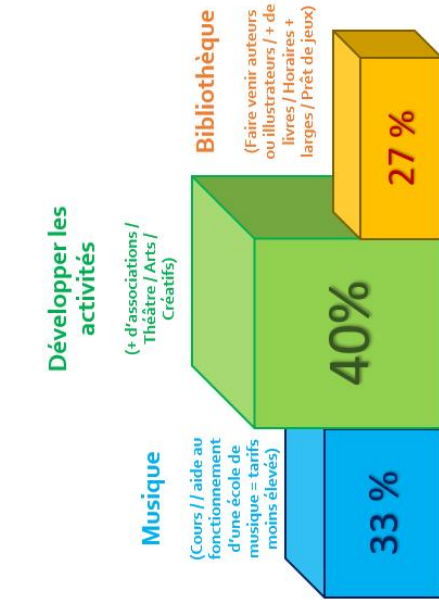 Musique
(Cours // aide au
fonctionnement
d'une école de
musique = tarifs
moins élevés)
33 %
Développer les
activités
(+ d'associations /
Théâtre / Arts /
Créatifs)
40%
Bibliothèque
(Faire venir auteurs
ou illustrateurs / + de
livres / Horaires +
larges / Prêt de jeux)
27 %